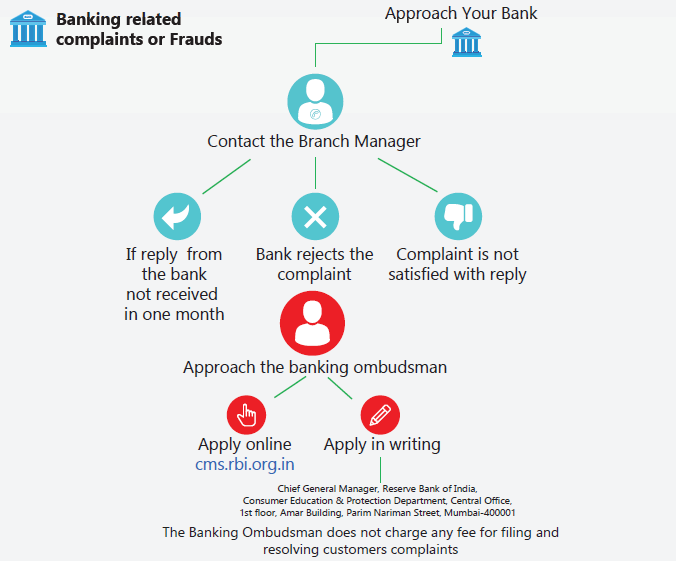 Banking related
complaints or Frauds
Approach Your Bank
Contact the Branch Manager
If reply from
the bank
not received
in one month
Bank rejects the
complaint
Complaint is not
satisfied with reply
Approach the banking ombudsman
Apply online
cms.rbi.org.in
Apply in writing
Chief General Manager, Reserve Bank of India,
Consumer Education & Protection Department, Central Office,
1st floor, Amar Building, Parim Nariman Street, Mumbai-400001
The Banking Ombudsman does not charge any fee for filing and
resolving customers complaints